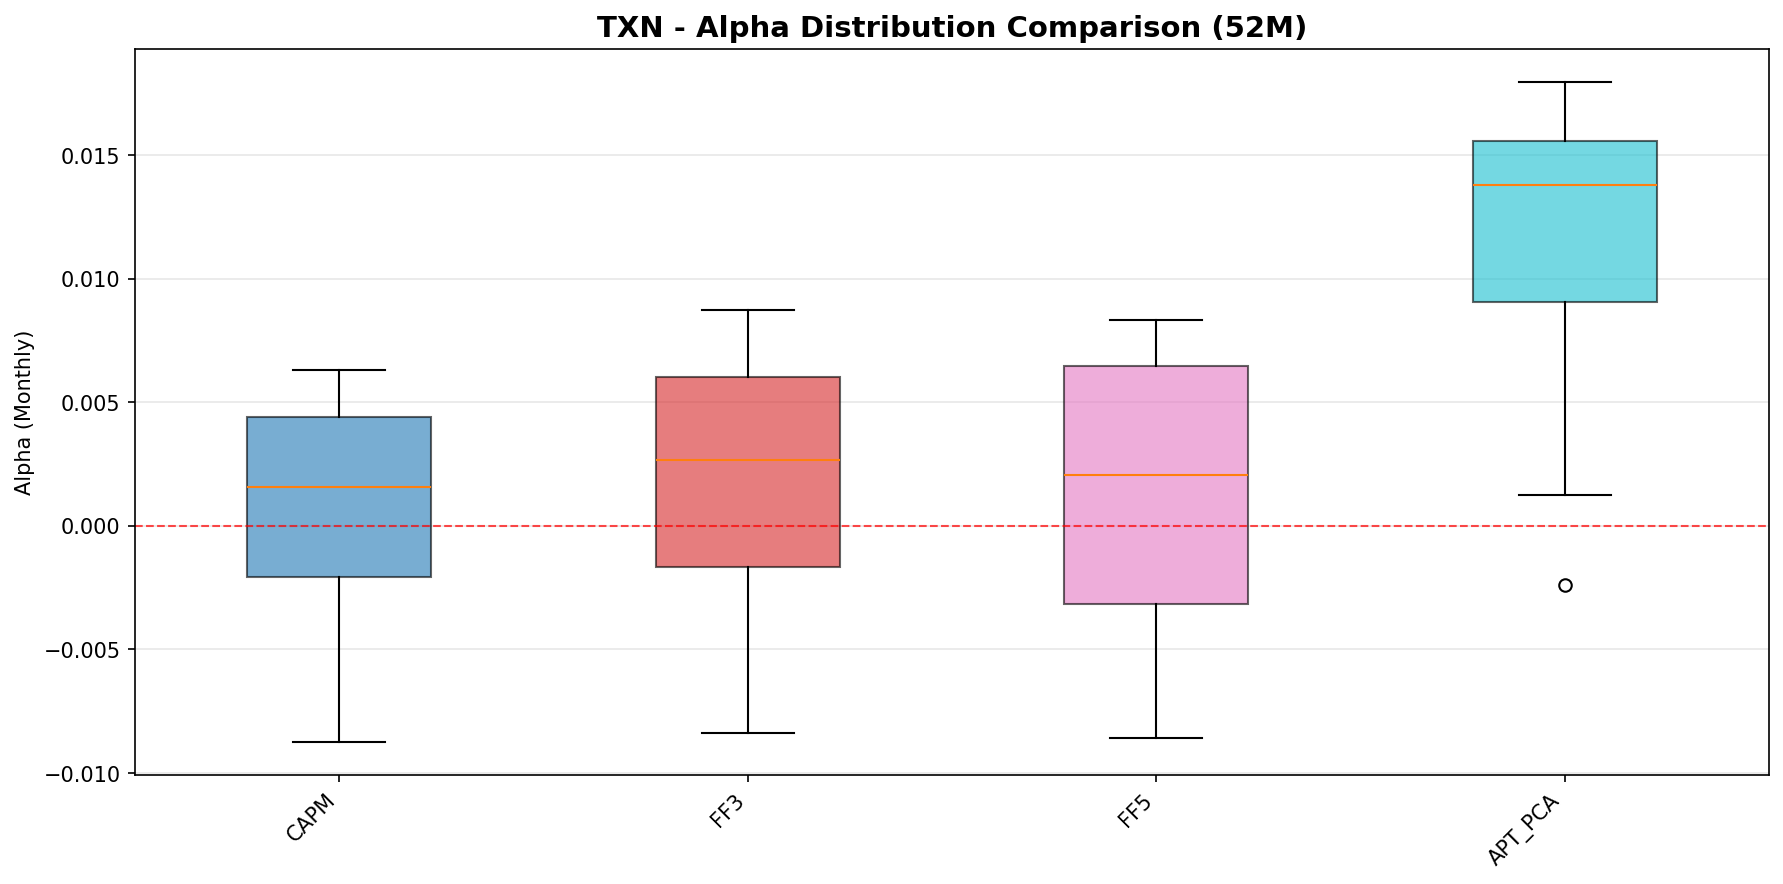 TXN - Alpha Distribution Comparison (52M)
Alpha (Monthly)
0.015
0.010
0.005
0.000
−0.005
−0.010
CAPM
FF3
FF5
APT_PCA